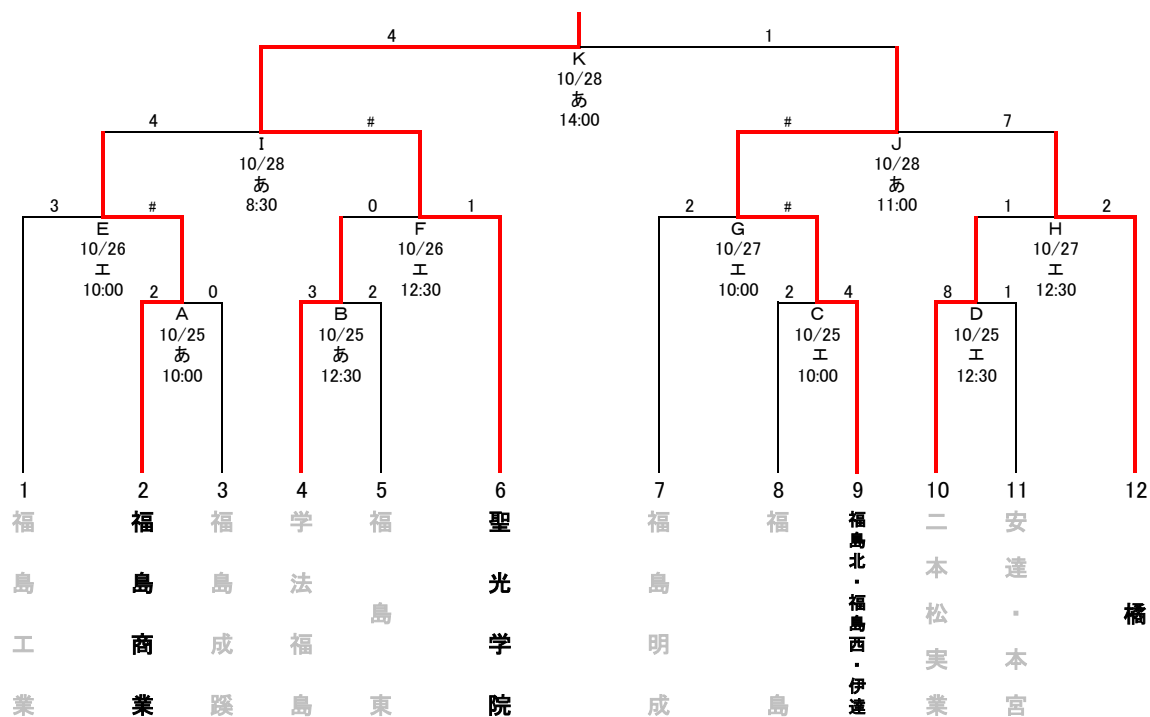 4 1
K
10/28
あ
14:00
4 # # 7
I J
10/28 10/28
あ あ
8:30 11:00
3 # 0 1 2 # 1 2
E F G H
10/26 10/26 10/27 10/27
エ エ エ エ
10:00 12:30 10:00 12:30
2 0 3 2 2 4 8 1
A B C D
10/25 10/25 10/25 10/25
あ あ エ エ
10:00 12:30 10:00 12:30
1 2 3 4 5 6 7 8 9 10 11 12
福島工業
福島商業
福島成蹊
学法福島
福島東
聖光学院
福島明成
福島
福島北・福島西・伊達
二本松実業
安達・本宮
橘